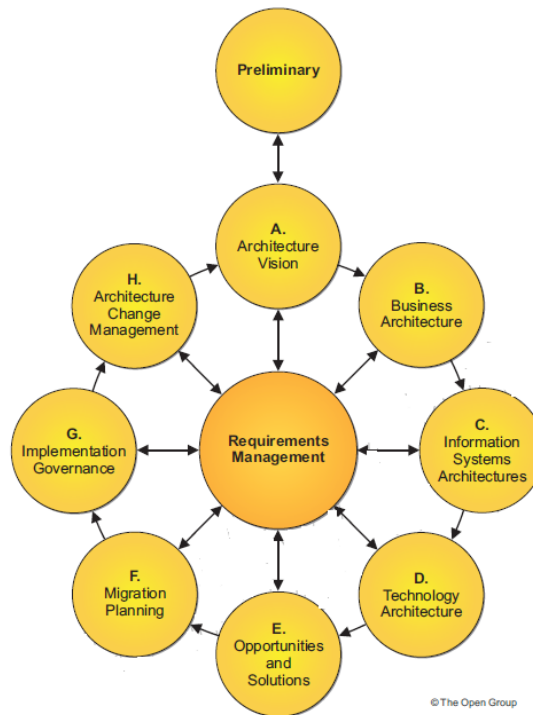 Preliminary
A.
Architecture
Vision
B.
Business
Architecture
C.
Information
Systems
Architectures
D.
Technology
Architecture
E.
Opportunities
and
Solutions
F.
Migration
Planning
G.
Implementation
Governance
H.
Architecture
Change
Management
Requirements
Management
©The Open Group